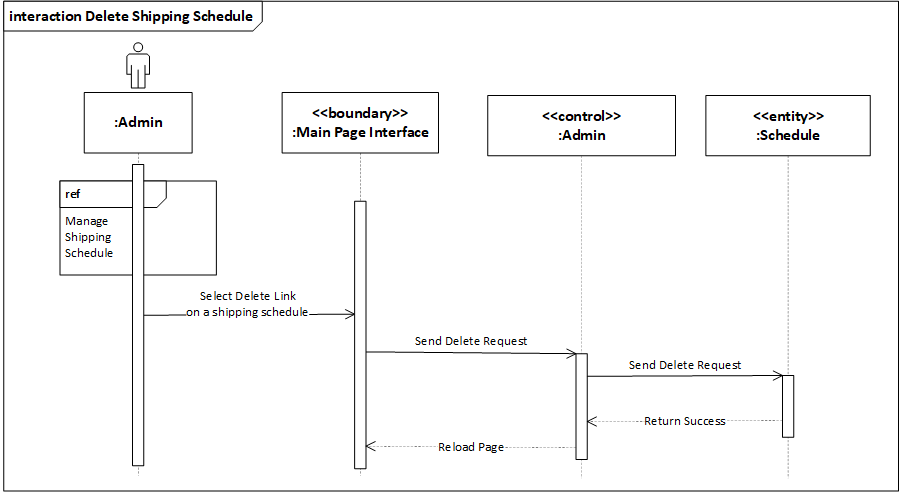 interaction Delete Shipping Schedule
:Admin
<<boundary>>
:Main Page Interface
<<control>>
:Admin
<<entity>>
:Schedule
ref
Manage
Shipping
Schedule
Select Delete Link
on a shipping schedule
Send Delete Request
Send Delete Request
Return Success
Reload Page